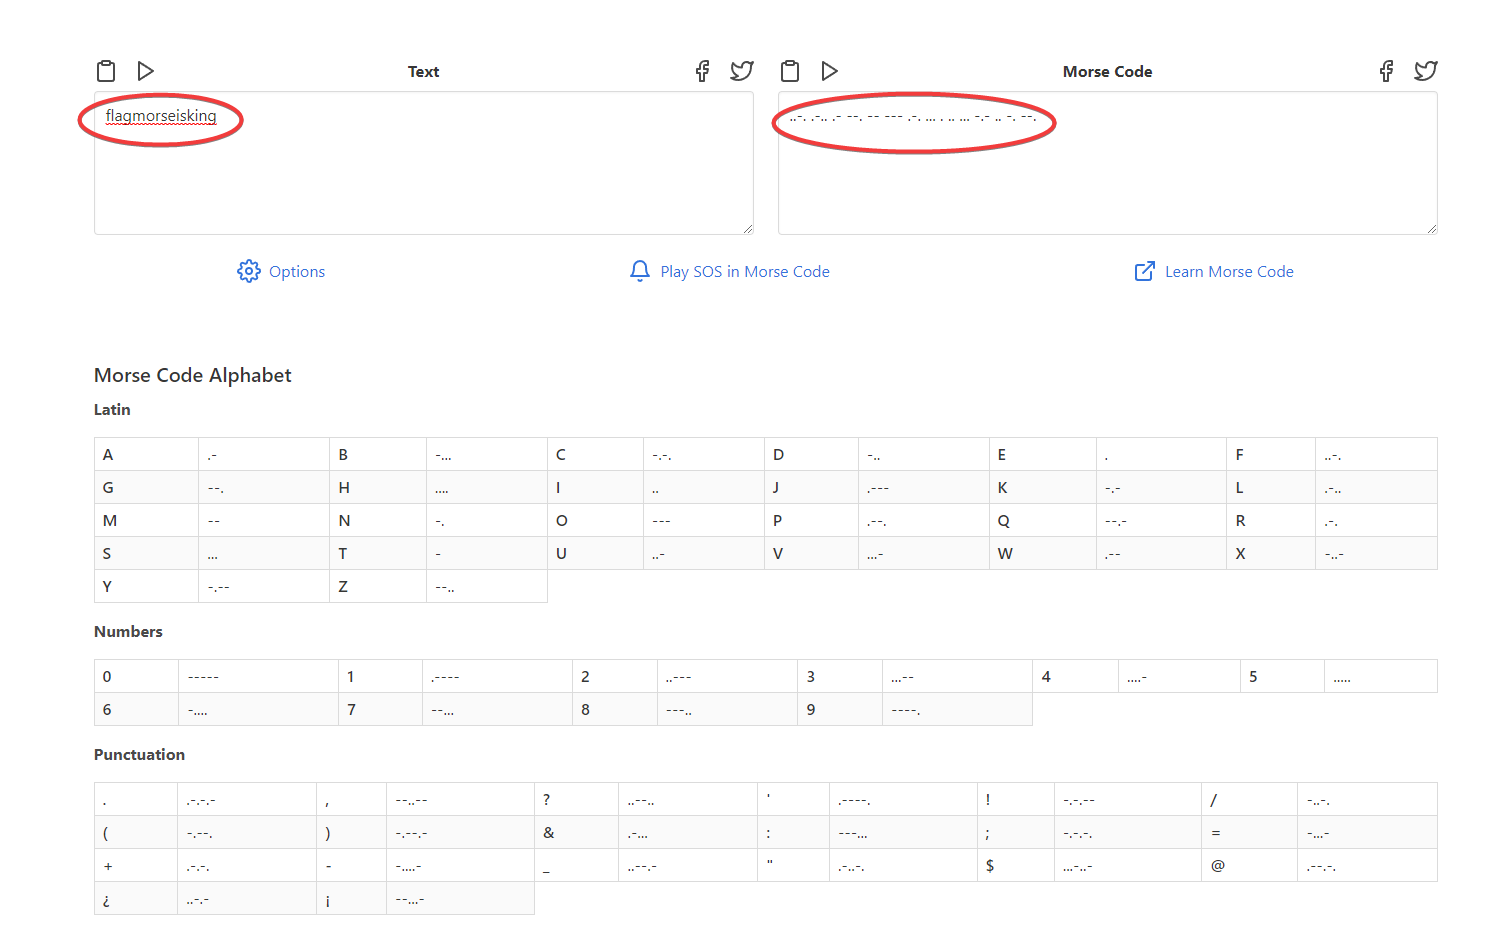 Text
Morse Code
flagmorseisking
..-. .-.. .- --. -- --- .-. ... . .. ... -.- .. -. --.
Options
Play SOS in Morse Code
Learn Morse Code
Morse Code Alphabet
Latin
A .- B -... C -.-. D -.. E . F ..-.
G --. H .... I .. J .--- K -.- L .-..
M -- N -. O --- P .--. Q --.- R .-.
S ... T - U ..- V ...- W .-- X -..-
Y -.-- Z --..
Numbers
0 ----- 1 .---- 2 ..--- 3 ...-- 4 ....- 5 .....
6 -.... 7 --... 8 ---.. 9 ----.
Punctuation
. .-.-.- , --..-- ? ..--.. ' .----. ! -.-.-- / -..-.
( -.--. ) -.--.- & .-... : ---... ; -.-.-. = -...-
+ .-.-. - -....- _ ..--.- " .-..-. $ ...-..- @ .--.-.
¿ ..-.- ¡ --...-